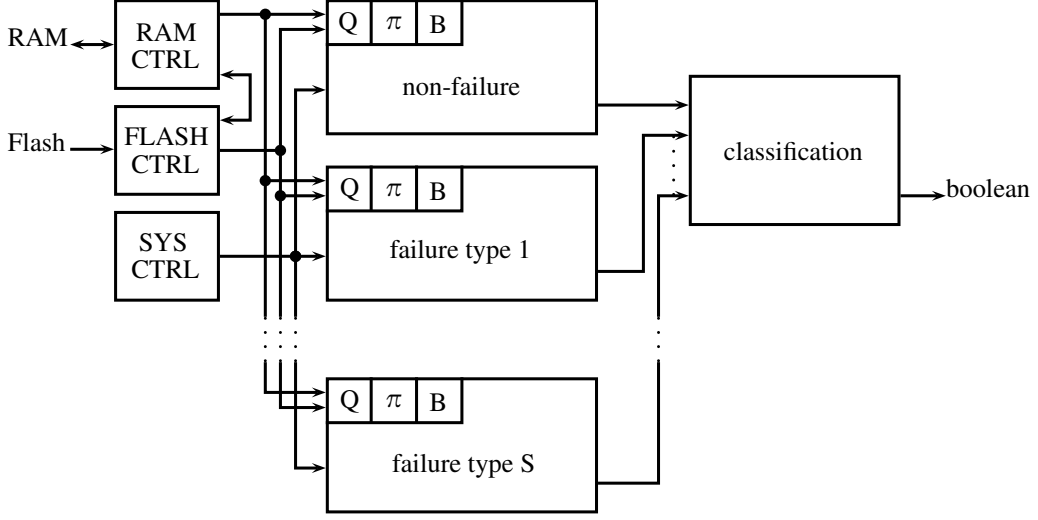 RAM
RAM
CTRL
Q π B
non-failure
Flash
FLASH
CTRL
classification
boolean
Q π B
failure type 1
SYS
CTRL
Q π B
failure type S